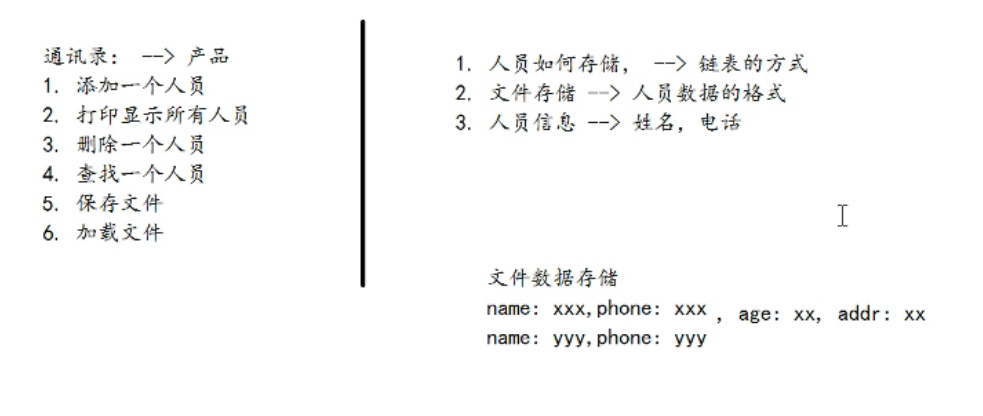 通讯录： --> 产品
1. 添加一个人员
2. 打印显示所有人员
3. 删除一个人员
4. 查找一个人员
5. 保存文件
6. 加载文件
1. 人员如何存储， --> 链表的方式
2. 文件存储 --> 人员数据的格式
3. 人员信息 --> 姓名，电话
文件数据存储
name: xxx,phone: xxx , age: xx, addr: xx
name: yyy,phone: yyy